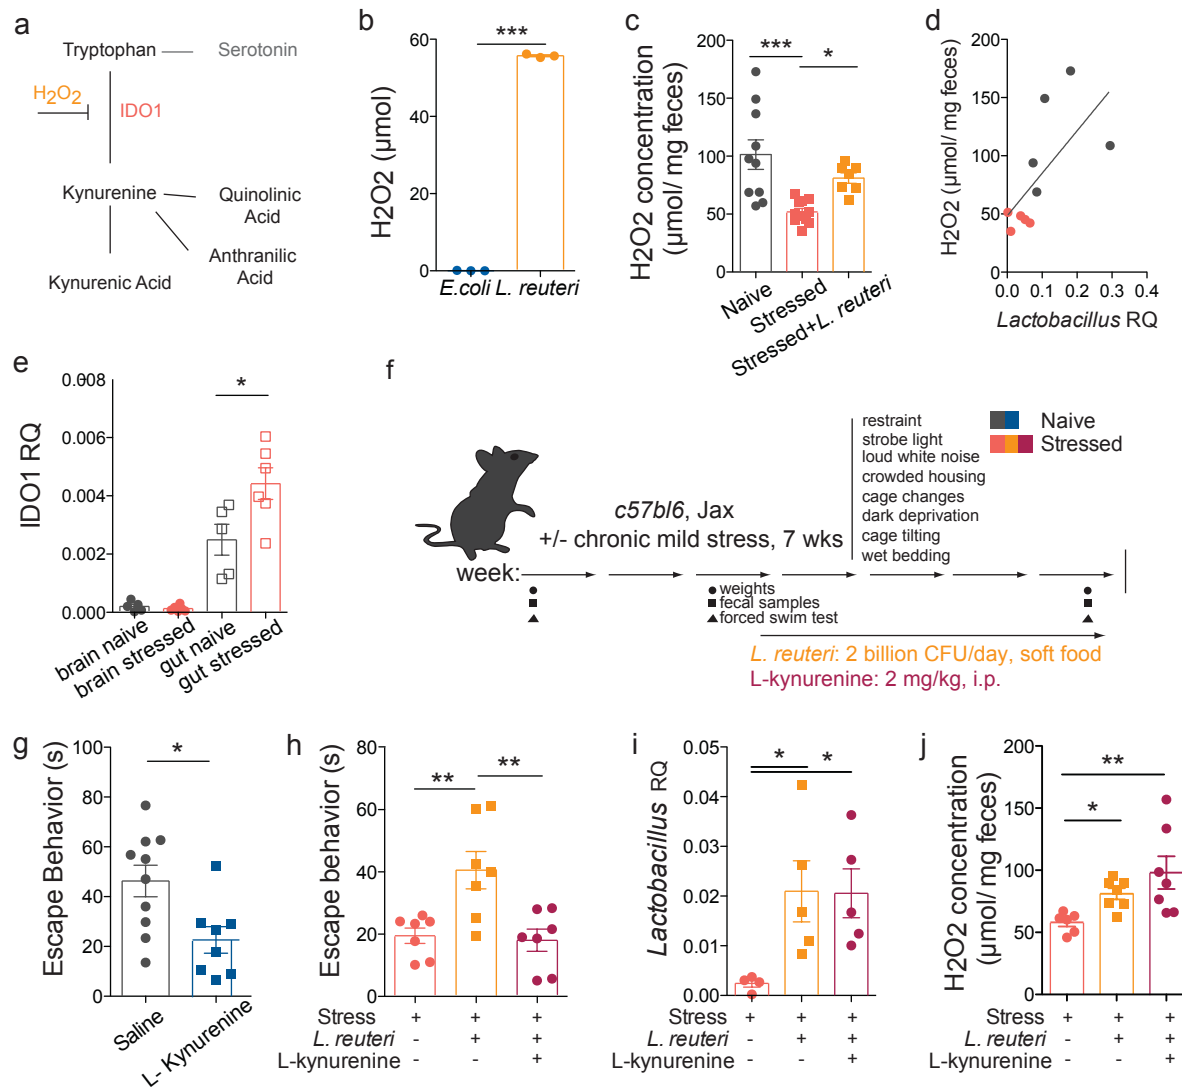 a
Tryptophan
Serotonin
H2O2
IDO1
Kynurenine
Quinolinic
Acid
Anthranilic
Acid
Kynurenic Acid
b
***
H2O2 (μmol)
60
40
20
0
E.coli L. reuteri
c
***
*
H2O2 concentration
(μmol/ mg feces)
200
150
100
50
0
Naive
Stressed
Stressed+L. reuteri
d
H2O2 (μmol/ mg feces)
200
150
100
50
0
0.0 0.1 0.2 0.3 0.4
Lactobacillus RQ
e
*
IDO1 RQ
0.008
0.006
0.004
0.002
0.000
brain naive
brain stressed
gut naive
gut stressed
f
c57bl6, Jax
+/- chronic mild stress, 7 wks
restraint
strobe light
loud white noise
crowded housing
cage changes
dark deprivation
cage tilting
wet bedding
Naive
Stressed
week:
weights
fecal samples
forced swim test
L. reuteri: 2 billion CFU/day, soft food
L-kynurenine: 2 mg/kg, i.p.
g
*
Escape Behavior (s)
100
80
60
40
20
0
Saline
L- Kynurenine
h
**
**
Escape behavior (s)
80
60
40
20
0
Stress + + +
L. reuteri - + +
L-kynurenine - - +
i
*
*
Lactobacillus RQ
0.05
0.04
0.03
0.02
0.01
0.00
Stress + + +
L. reuteri - + +
L-kynurenine - - +
j
**
*
H2O2 concentration
(μmol/ mg feces)
200
150
100
50
0
Stress + + +
L. reuteri - + +
L-kynurenine - - +